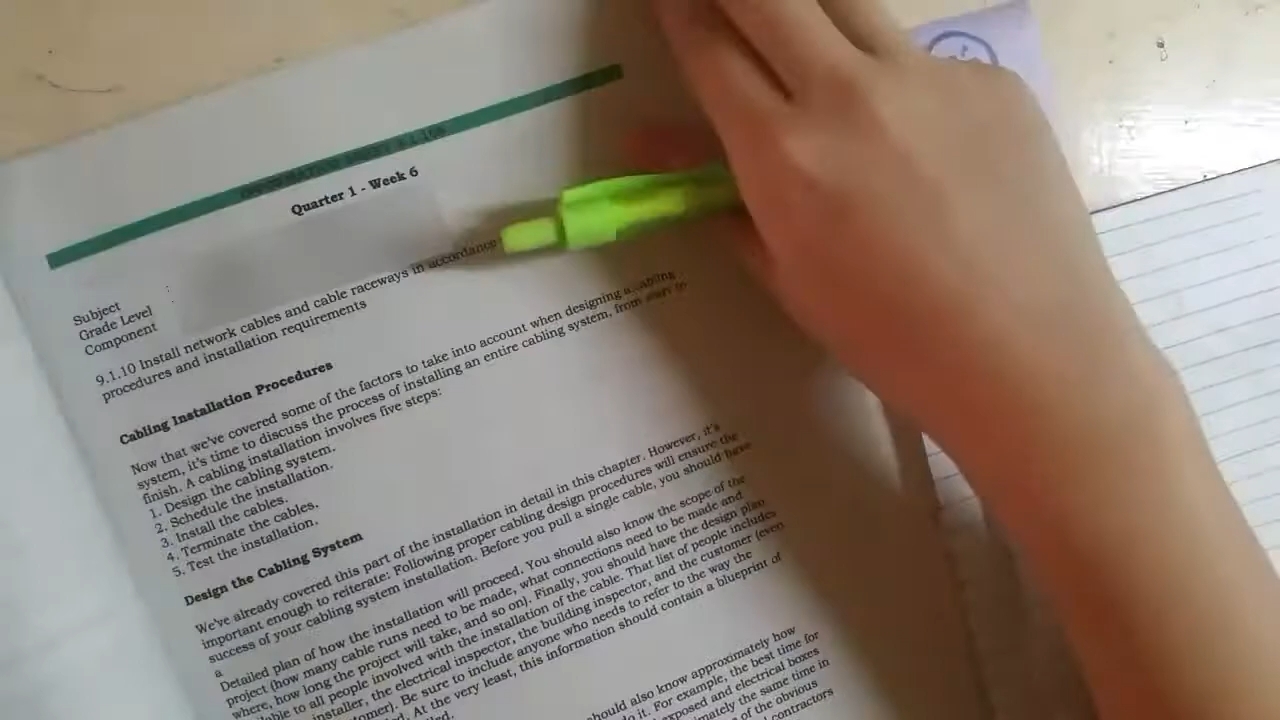 Quarter 1 - Week 6
Subject :
Grade Level :
Component
9.1.10 Install network cables and cable raceways in accordance
procedures and installation requirements
Cabling Installation Procedures
Now that we've covered some of the factors to take into account when designing a cabling
system, it's time to discuss the process of installing an entire cabling system, from start to
finish. A cabling installation involves five steps:
1. Design the cabling system.
2. Schedule the installation.
3. Install the cables.
4. Terminate the cables.
5. Test the installation.
Design the Cabling System
We've already covered this part of the installation in detail in this chapter. However, it's
important enough to reiterate: Following proper cabling design procedures will ensure the
success of your cabling system installation. Before you pull a single cable, you should have
a
Detailed plan of how the installation will proceed. You should also know the scope of the
project (how many cable runs need to be made, what connections need to be made and
where, how long the project will take, and so on). Finally, you should have the design plan
to all people involved with the installation of the cable. That list of people includes
installer, the electrical inspector, the building inspector, and the customer (even
Be sure to include anyone who needs to refer to the way the
At the very least, this information should contain a blueprint of
should also know approximately how
do it. For example, the best time for
exposed and electrical boxes
same time in
of the obvious
contractors